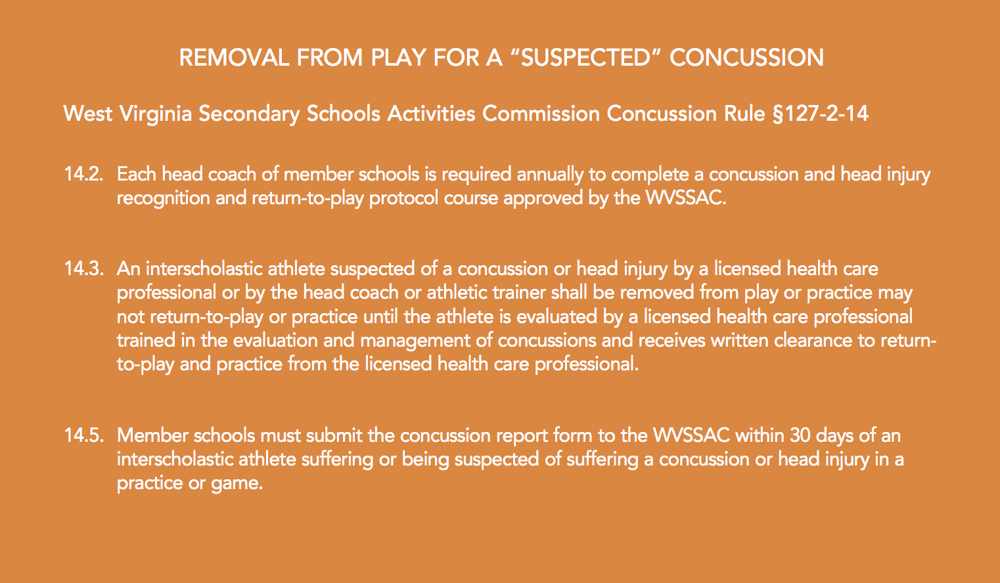 REMOVAL FROM PLAY FOR A “SUSPECTED” CONCUSSION
West Virginia Secondary Schools Activities Commission Concussion Rule §127-2-14
14.2. Each head coach of member schools is required annually to complete a concussion and head injury
recognition and return-to-play protocol course approved by the WVSSAC.
14.3. An interscholastic athlete suspected of a concussion or head injury by a licensed health care
professional or by the head coach or athletic trainer shall be removed from play or practice may
not return-to-play or practice until the athlete is evaluated by a licensed health care professional
trained in the evaluation and management of concussions and receives written clearance to return-
to-play and practice from the licensed health care professional.
14.5. Member schools must submit the concussion report form to the WVSSAC within 30 days of an
interscholastic athlete suffering or being suspected of suffering a concussion or head injury in a
practice or game.